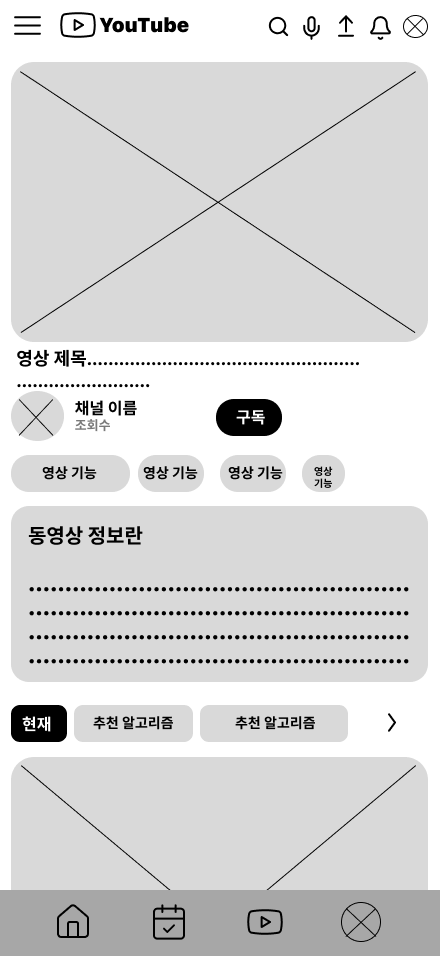 YouTube
영상 제목...................................................
.........................
채널 이름
구독
조회수
영상 기능
영상 기능
영상 기능
영상
기능
동영상 정보란
현재
추천 알고리즘
추천 알고리즘